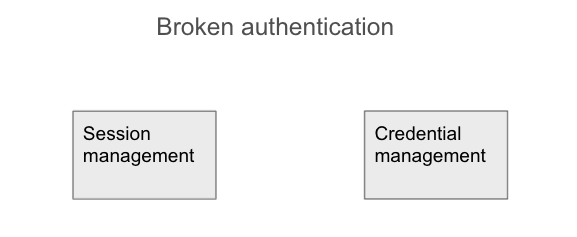 Broken authentication
Session
management
Credential
management